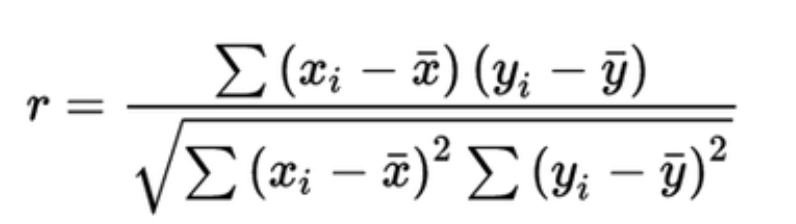 r = ∑ (xᵢ − x̄) (yᵢ − ȳ) / √ ∑ (xᵢ − x̄)² ∑ (yᵢ − ȳ)²